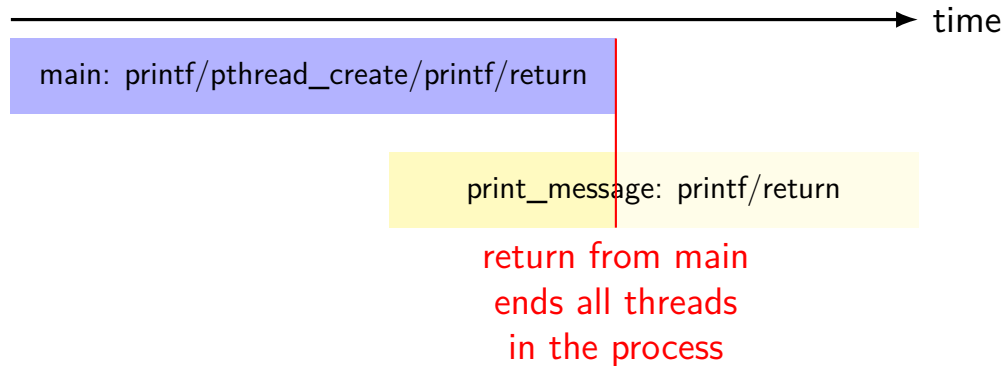 time
main: printf/pthread_create/printf/return
print_message: printf/return
return from main
ends all threads
in the process